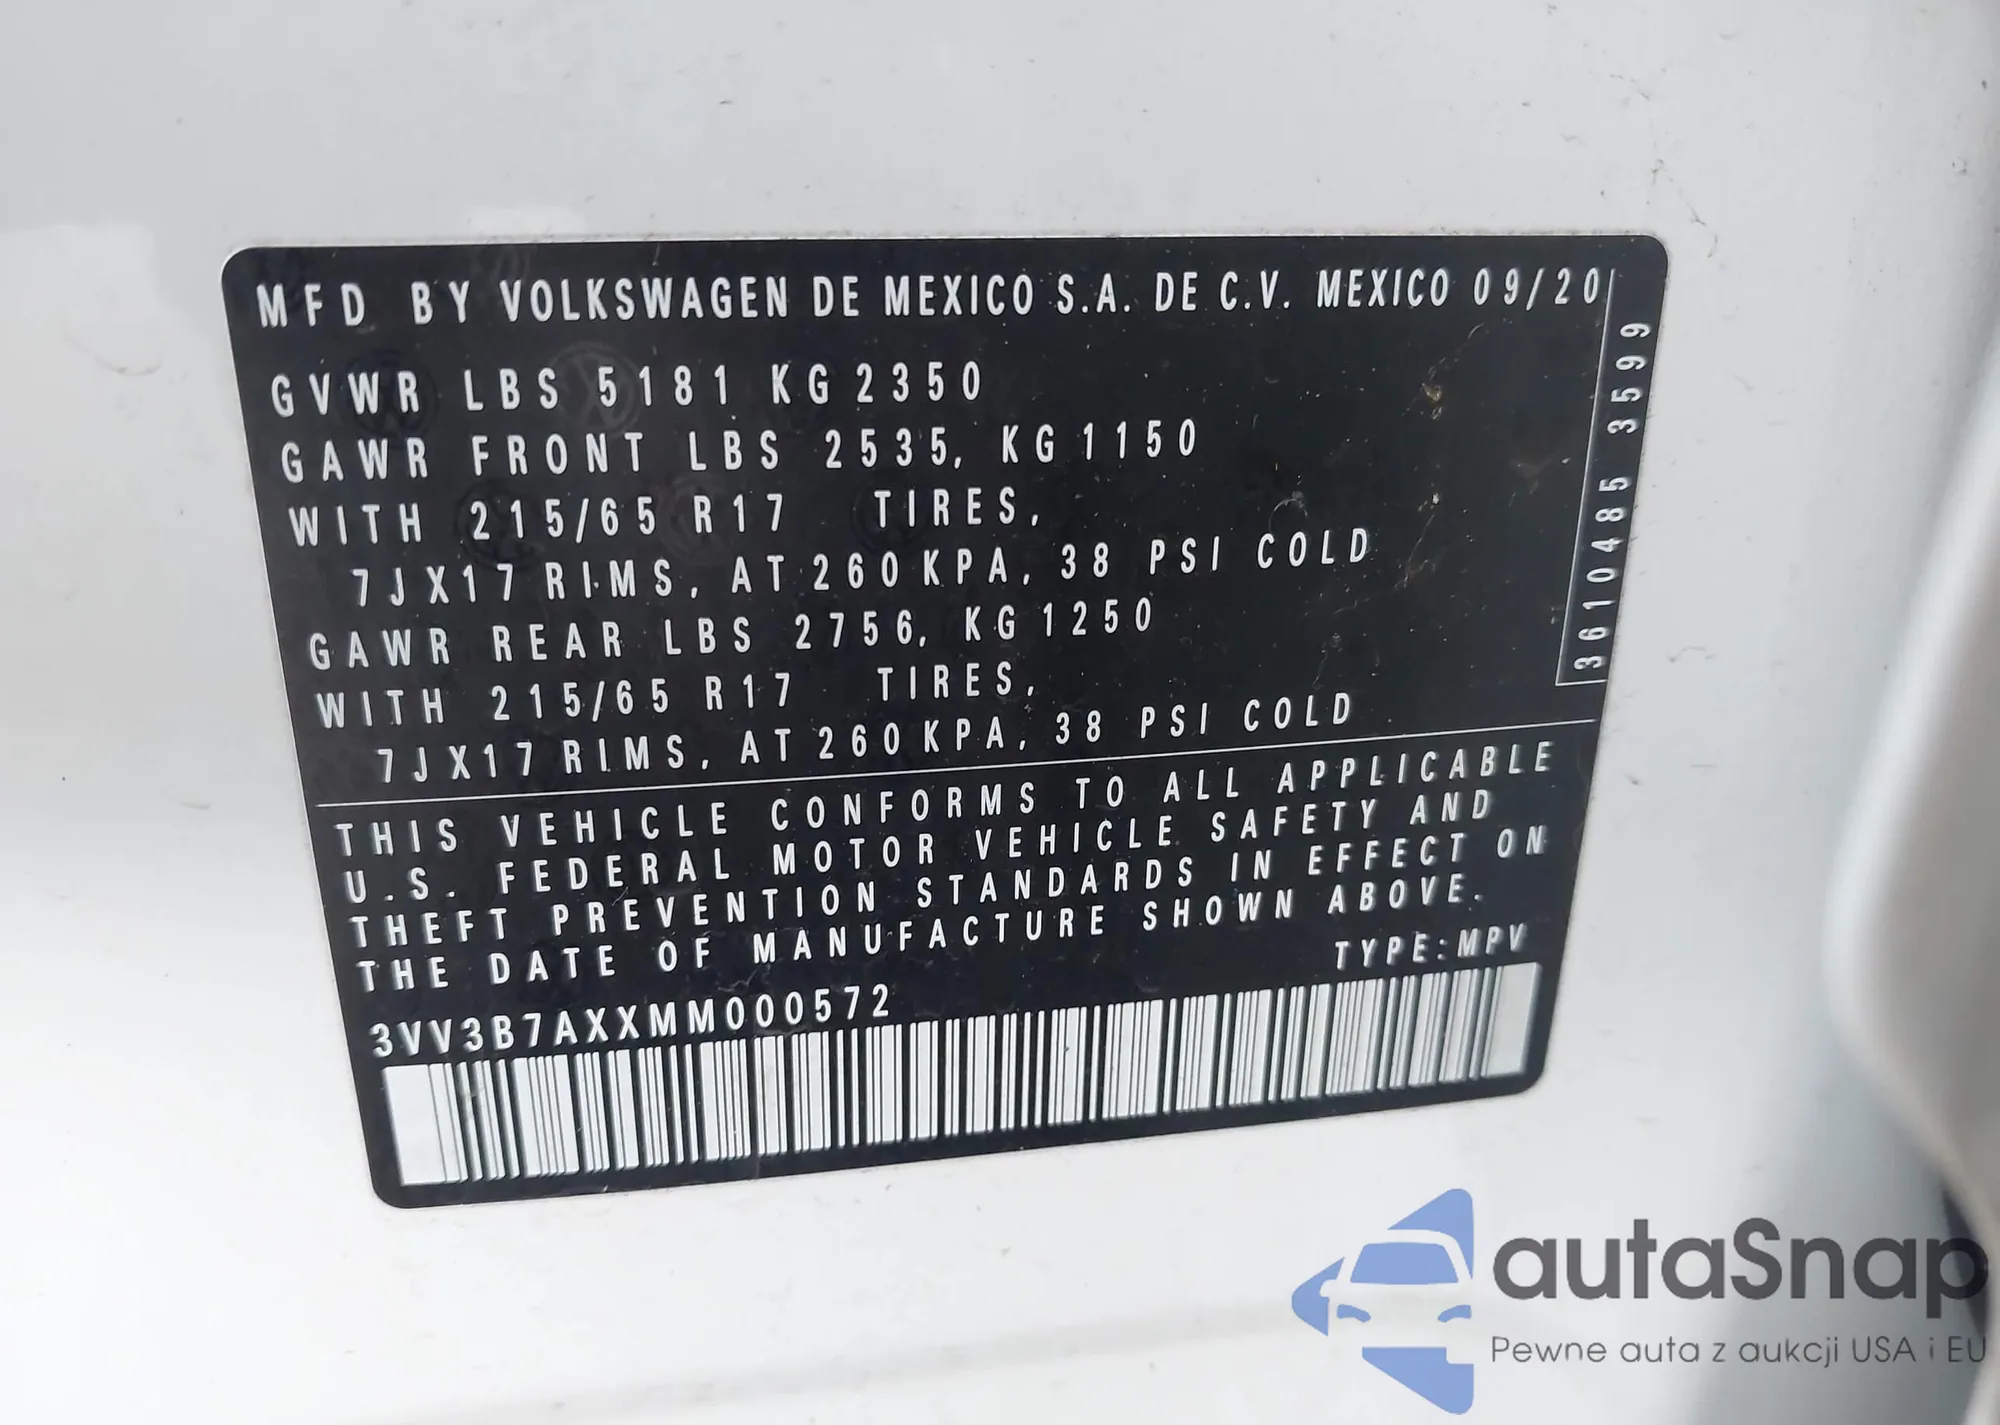 MFD BY VOLKSWAGEN DE MEXICO S.A. DE C.V. MEXICO 09/20
GVWR LBS 5181 KG 2350
GAWR FRONT LBS 2535, KG 1150
WITH 215/65 R17 TIRES,
7JX17 RIMS, AT 260 KPA, 38 PSI COLD
GAWR REAR LBS 2756, KG 1250
WITH 215/65 R17 TIRES,
7JX17 RIMS, AT 260 KPA, 38 PSI COLD
3610485 3599
THIS VEHICLE CONFORMS TO ALL APPLICABLE
U.S. FEDERAL MOTOR VEHICLE SAFETY AND
THEFT PREVENTION STANDARDS IN EFFECT ON
THE DATE OF MANUFACTURE SHOWN ABOVE.
TYPE: MPV
3VV3B7AXXMM000572
autaSnap
Pewne auta z aukcji USA i EU